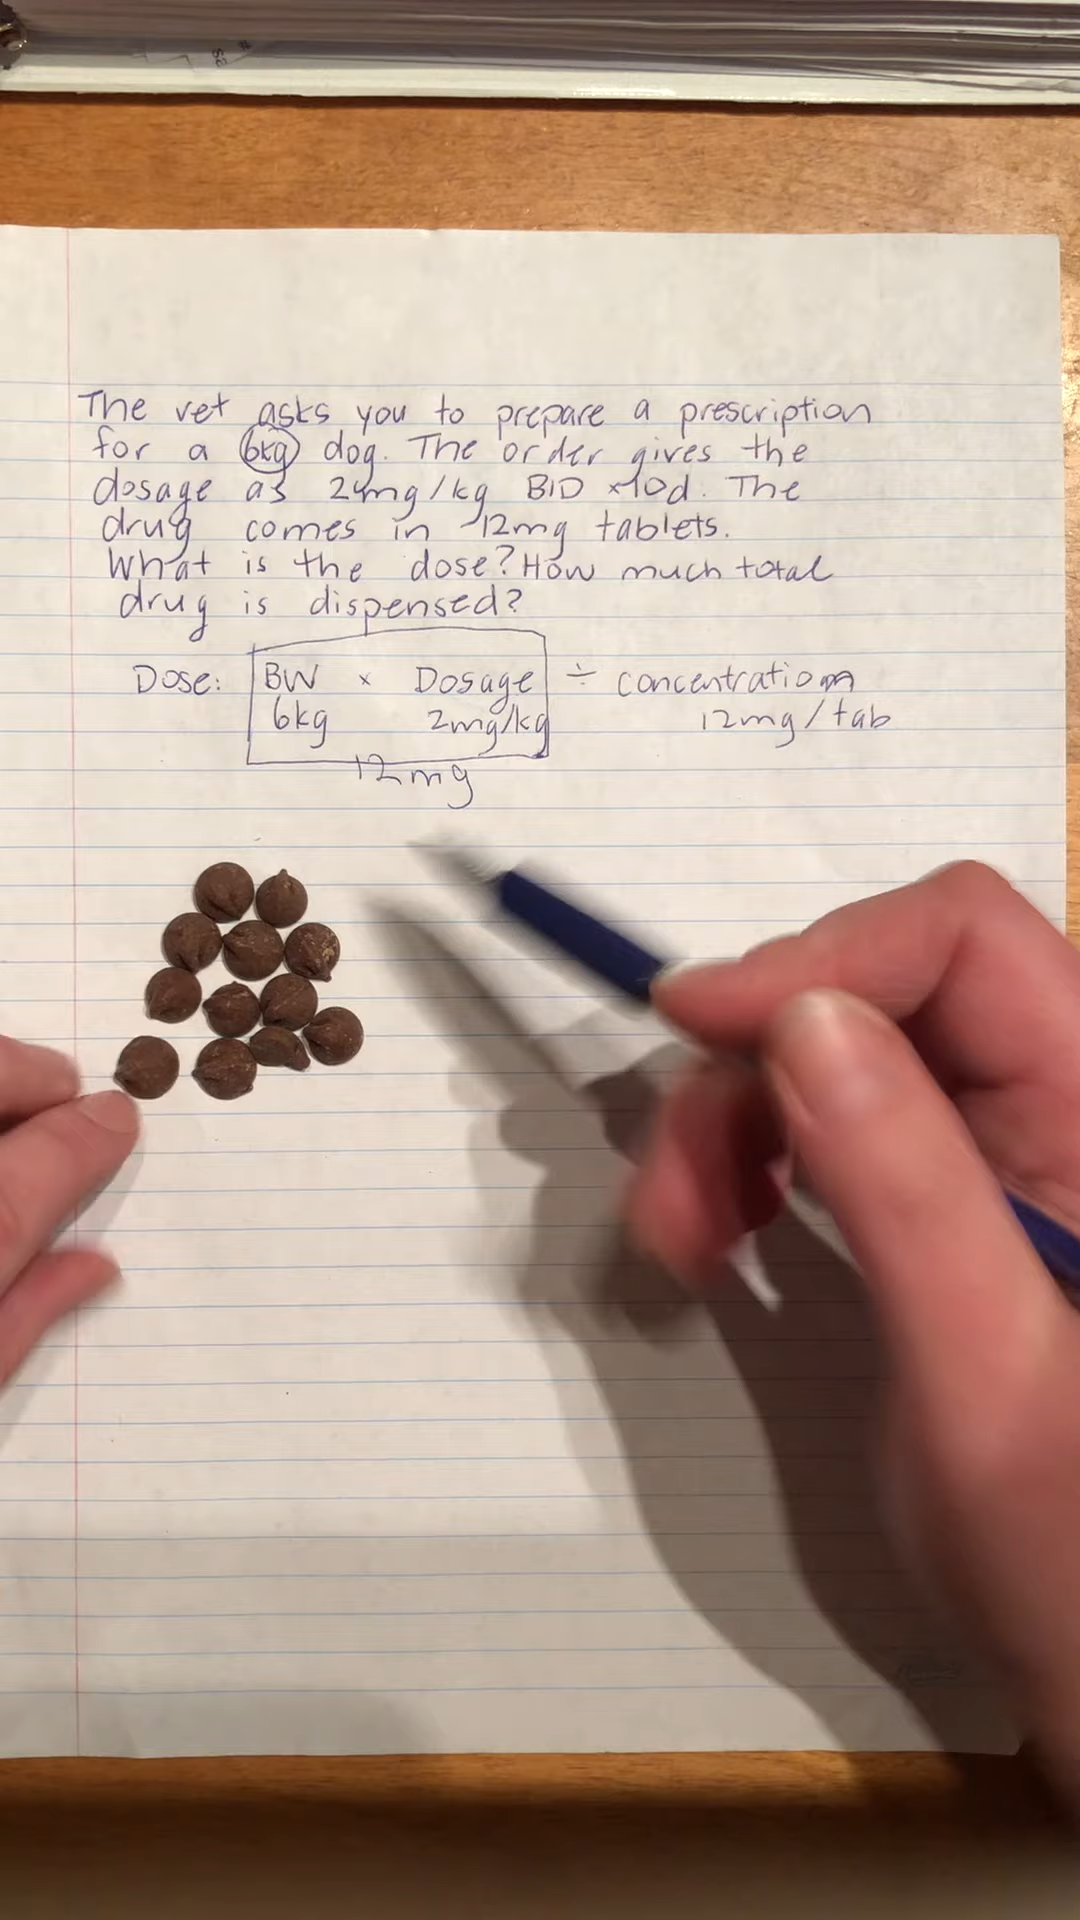 The vet asks you to prepare a prescription
for a 6kg dog. The order gives the
dosage as 2mg/kg BID x10d. The
drug comes in 12mg tablets.
What is the dose? How much total
drug is dispensed?
Dose: BW x Dosage ÷ concentration
6kg 2mg/kg 12mg/tab
12mg